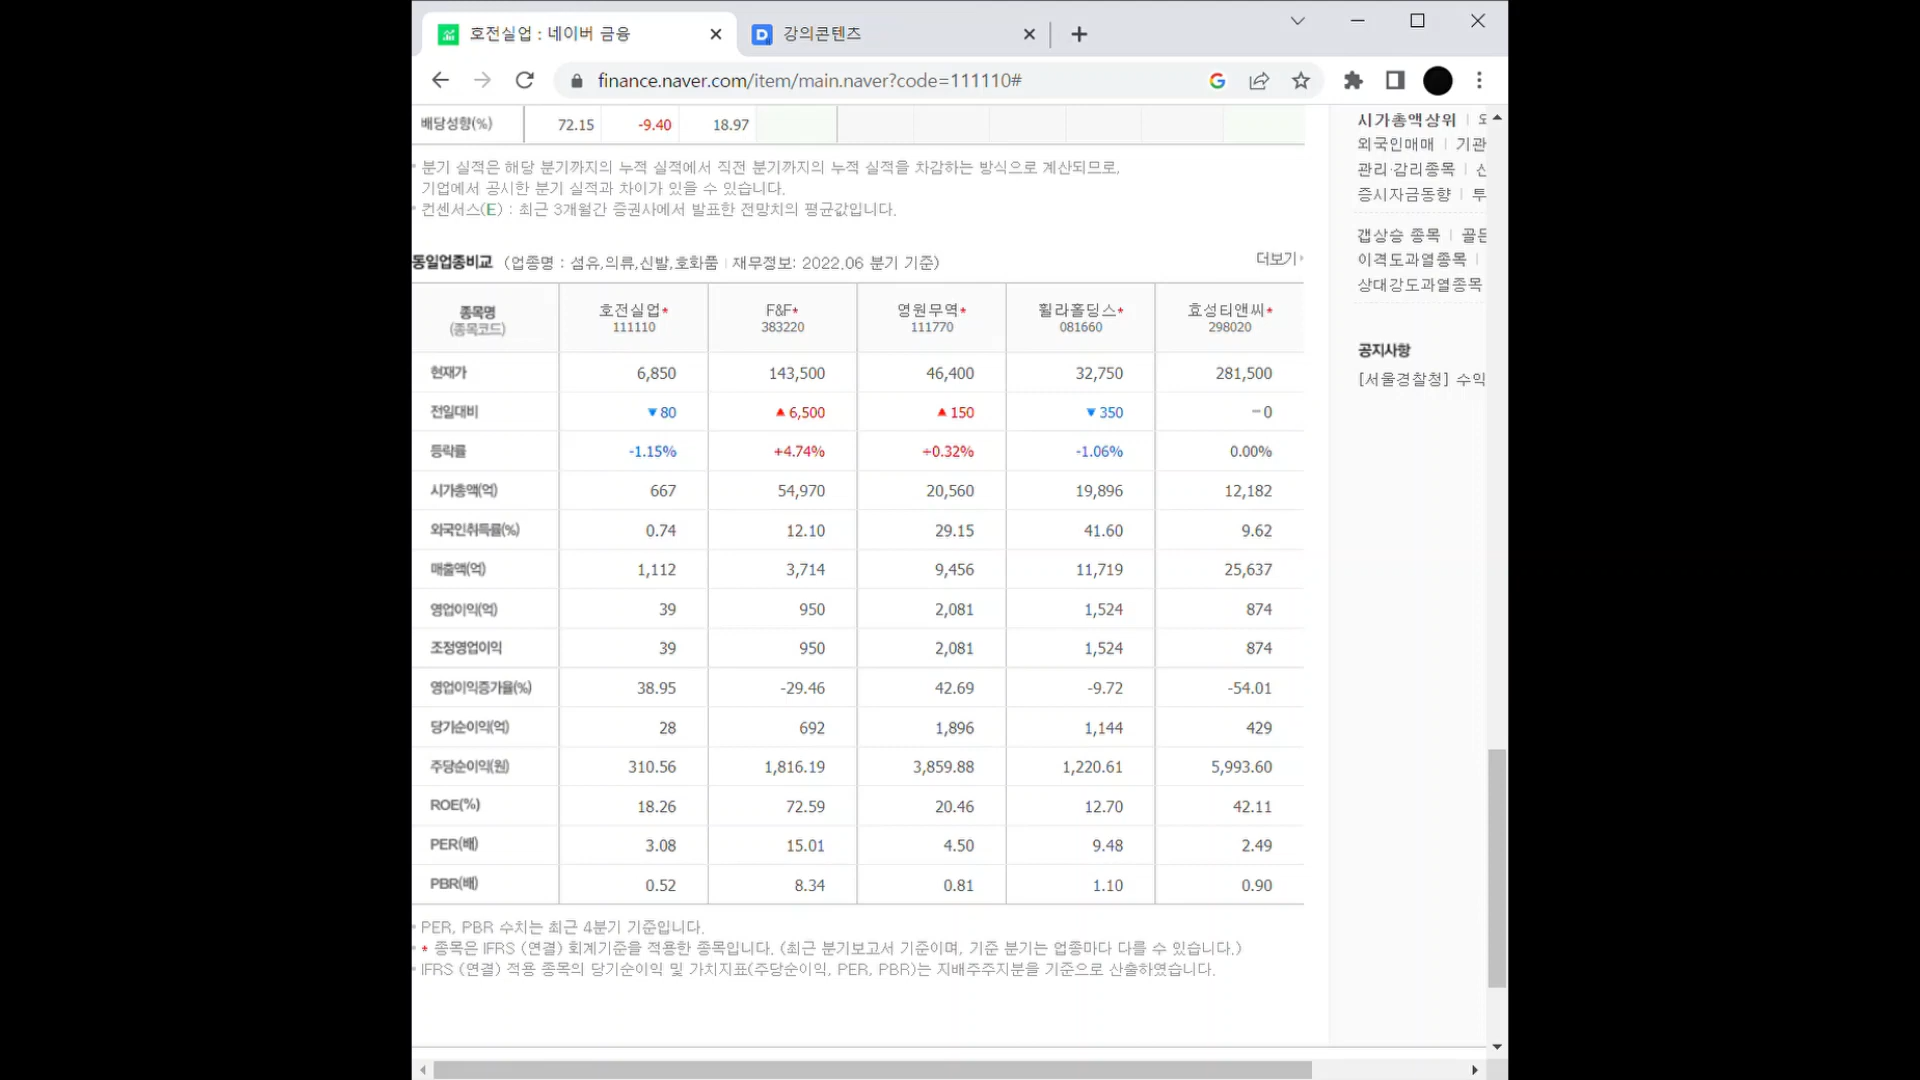 호전실업 : 네이버 금융
강의콘텐츠
finance.naver.com/item/main.naver?code=111110#
배당성향(%) 72.15 -9.40 18.97
분기 실적은 해당 분기까지의 누적 실적에서 직전 분기까지의 누적 실적을 차감하는 방식으로 계산되므로,
기업에서 공시한 분기 실적과 차이가 있을 수 있습니다.
컨센서스(E) : 최근 3개월간 증권사에서 발표한 전망치의 평균값입니다.
동일업종비교 (업종명 : 섬유,의류,신발,호화품 | 재무정보: 2022.06 분기 기준) 더보기
종목명 호전실업* F&F* 영원무역* 휠라홀딩스* 효성티앤씨*
(종목코드) 111110 383220 111770 081660 298020
현재가 6,850 143,500 46,400 32,750 281,500
전일대비 ▼80 ▲6,500 ▲150 ▼350 -0
등락률 -1.15% +4.74% +0.32% -1.06% 0.00%
시가총액(억) 667 54,970 20,560 19,896 12,182
외국인취득률(%) 0.74 12.10 29.15 41.60 9.62
매출액(억) 1,112 3,714 9,456 11,719 25,637
영업이익(억) 39 950 2,081 1,524 874
조정영업이익 39 950 2,081 1,524 874
영업이익증가율(%) 38.95 -29.46 42.69 -9.72 -54.01
당기순이익(억) 28 692 1,896 1,144 429
주당순이익(원) 310.56 1,816.19 3,859.88 1,220.61 5,993.60
ROE(%) 18.26 72.59 20.46 12.70 42.11
PER(배) 3.08 15.01 4.50 9.48 2.49
PBR(배) 0.52 8.34 0.81 1.10 0.90
PER, PBR 수치는 최근 4분기 기준입니다.
* 종목은 IFRS (연결) 회계기준을 적용한 종목입니다. (최근 분기보고서 기준이며, 기준 분기는 업종마다 다를 수 있습니다.)
IFRS (연결) 적용 종목의 당기순이익 및 가치지표(주당순이익, PER, PBR)는 지배주주지분을 기준으로 산출하였습니다.
시가총액상위 |
외국인매매 | 기관
관리·감리종목 |
증시자금동향 | 투
갭상승 종목 | 골든
이격도과열종목 |
상대강도과열종목
공지사항
[서울경찰청] 수익